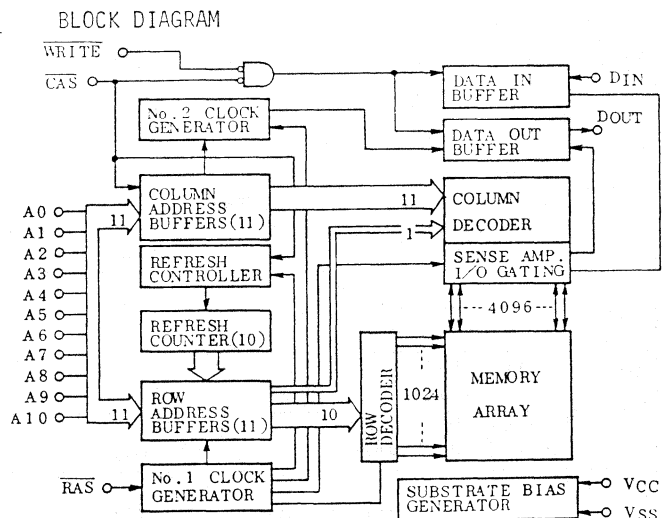 BLOCK DIAGRAM
WRITE
CAS
DATA IN
BUFFER
DIN
No.2 CLOCK
GENERATOR
DATA OUT
BUFFER
DOUT
COLUMN
ADDRESS
BUFFERS(11)
11
11
COLUMN
DECODER
1
A0
A1
A2
A3
A4
A5
A6
A7
A8
A9
A10
REFRESH
CONTROLLER
SENSE AMP.
I/O GATING
4096
REFRESH
COUNTER(10)
ROW
ADDRESS
BUFFERS(11)
11
10
ROW DECODER
1024
MEMORY
ARRAY
RAS
No.1 CLOCK
GENERATOR
SUBSTRATE BIAS
GENERATOR
VCC
VSS